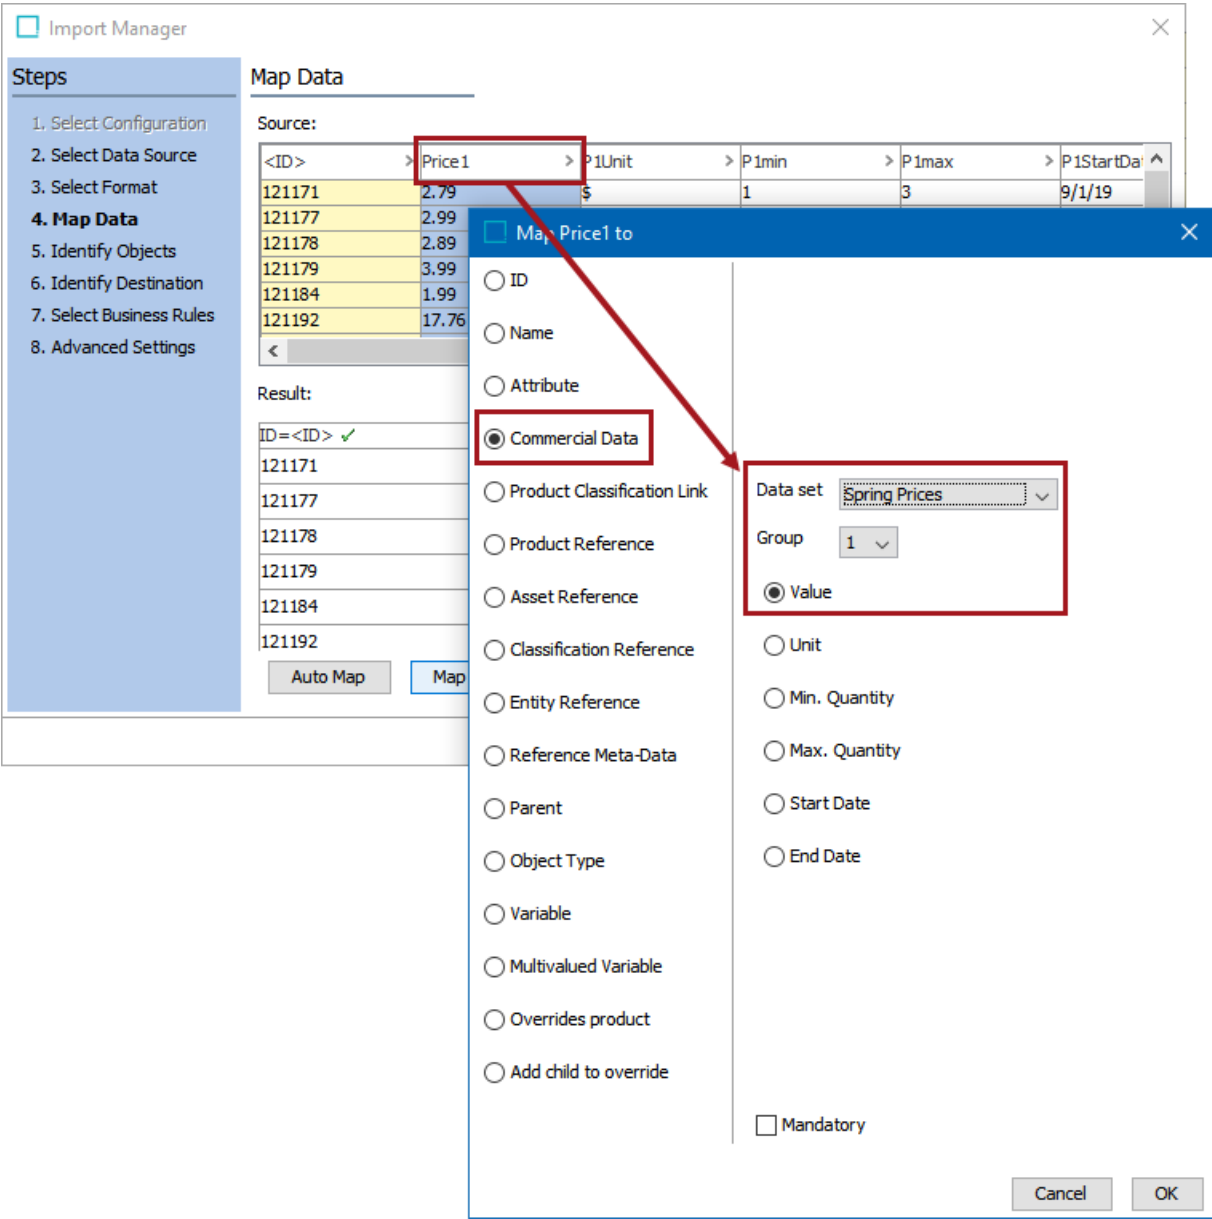 Import Manager
Steps
1. Select Configuration
2. Select Data Source
3. Select Format
4. Map Data
5. Identify Objects
6. Identify Destination
7. Select Business Rules
8. Advanced Settings
Map Data
Source:
<ID> > Price1 > P1Unit > P1min > P1max > P1StartDa
121171 2.79 $ 1 3 9/1/19
121177 2.99
121178 2.89
121179 3.99
121184 1.99
121192 17.76
Result:
ID=<ID> ✓
121171
121177
121178
121179
121184
121192
Auto Map Map
Map Price1 to
ID
Name
Attribute
Commercial Data
Product Classification Link
Product Reference
Asset Reference
Classification Reference
Entity Reference
Reference Meta-Data
Parent
Object Type
Variable
Multivalued Variable
Overrides product
Add child to override
Data set Spring Prices
Group 1
Value
Unit
Min. Quantity
Max. Quantity
Start Date
End Date
Mandatory
Cancel OK